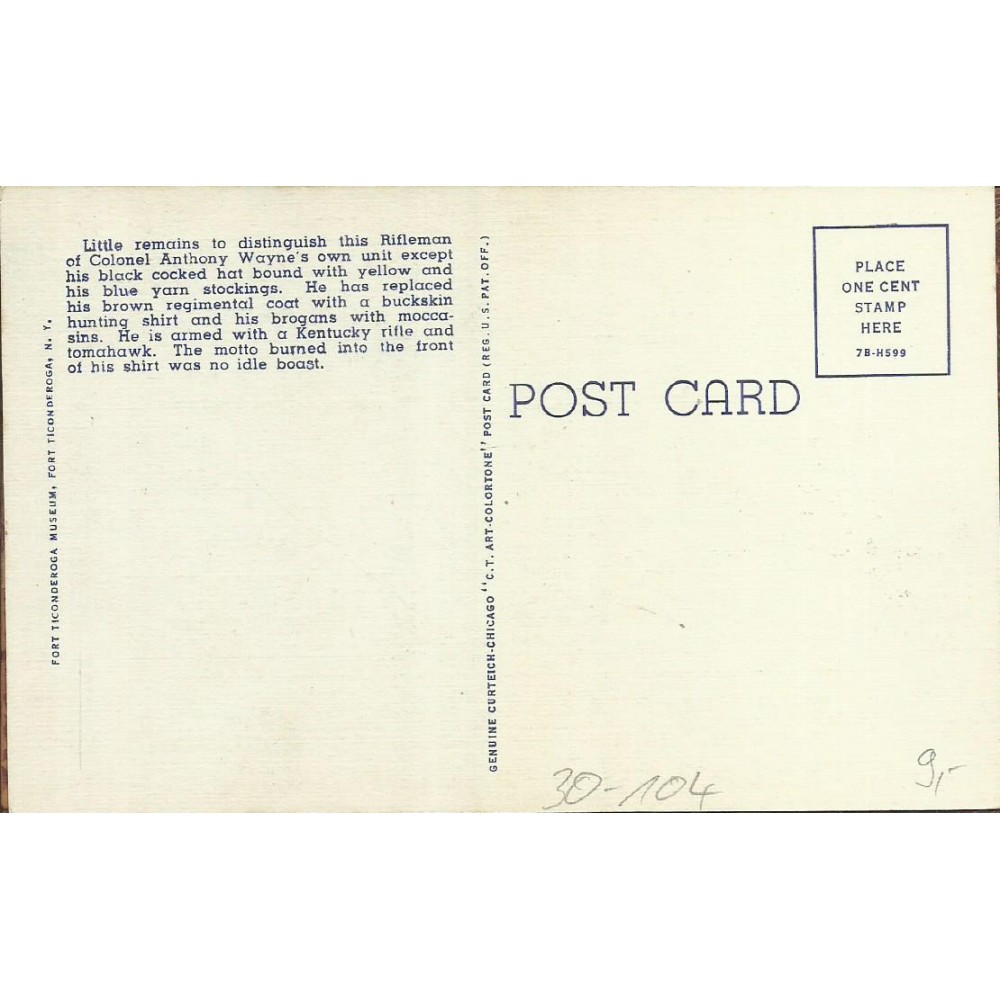 Little remains to distinguish this Rifleman
of Colonel Anthony Wayne's own unit except
his black cocked hat bound with yellow and
his blue yarn stockings. He has replaced
his brown regimental coat with a buckskin
hunting shirt and his brogans with mocca-
sins. He is armed with a Kentucky rifle and
tomahawk. The motto burned into the front
of his shirt was no idle boast.
FORT TICONDEROGA MUSEUM, FORT TICONDEROGA, N. Y.
GENUINE CURTEICH-CHICAGO "C.T. ART-COLORTONE" POST CARD (REG. U.S. PAT. OFF.)
POST CARD
PLACE
ONE CENT
STAMP
HERE
7B-H599
30-104
9,-